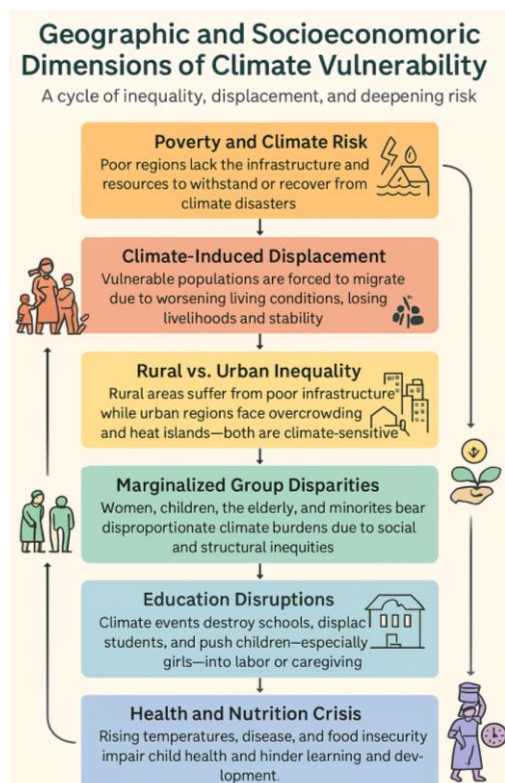 Geographic and Socioeconomoric
Dimensions of Climate Vulnerability
A cycle of inequality, displacement, and deepening risk
Poverty and Climate Risk
Poor regions lack the infrastructure and
resources to withstand or recover from
climate disasters
Climate-Induced Displacement
Vulnerable populations are forced to migrate
due to worsening living conditions, losing
livelihoods and stability
Rural vs. Urban Inequality
Rural areas suffer from poor infrastructure
while urban regions face overcrowding
and heat islands—both are climate-sensitive
Marginalized Group Disparities
Women, children, the elderly, and minorites bear
disproportionate climate burdens due to social
and structural inequities
Education Disruptions
Climate events destroy schools, displac
students, and push children—especially
girls—into labor or caregiving
Health and Nutrition Crisis
Rising temperatures, disease, and food insecurity
impair child health and hinder learning and dev-
lopment.